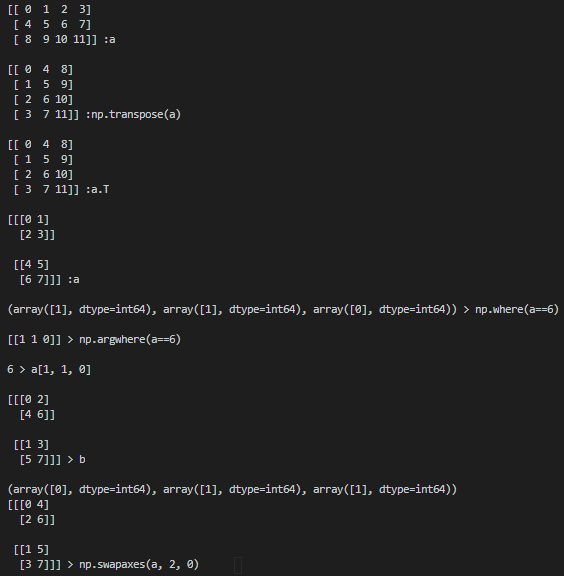 [[ 0  1  2  3]
 [ 4  5  6  7]
 [ 8  9 10 11]] :a

[[ 0  4  8]
 [ 1  5  9]
 [ 2  6 10]
 [ 3  7 11]] :np.transpose(a)

[[ 0  4  8]
 [ 1  5  9]
 [ 2  6 10]
 [ 3  7 11]] :a.T

[[[0 1]
  [2 3]]

 [[4 5]
  [6 7]]] :a

(array([1], dtype=int64), array([1], dtype=int64), array([0], dtype=int64)) > np.where(a==6)

[[1 1 0]] > np.argwhere(a==6)

6 > a[1, 1, 0]

[[[0 2]
  [4 6]]

 [[1 3]
  [5 7]]] > b

(array([0], dtype=int64), array([1], dtype=int64), array([1], dtype=int64))
[[[0 4]
  [2 6]]

 [[1 5]
  [3 7]]] > np.swapaxes(a, 2, 0)